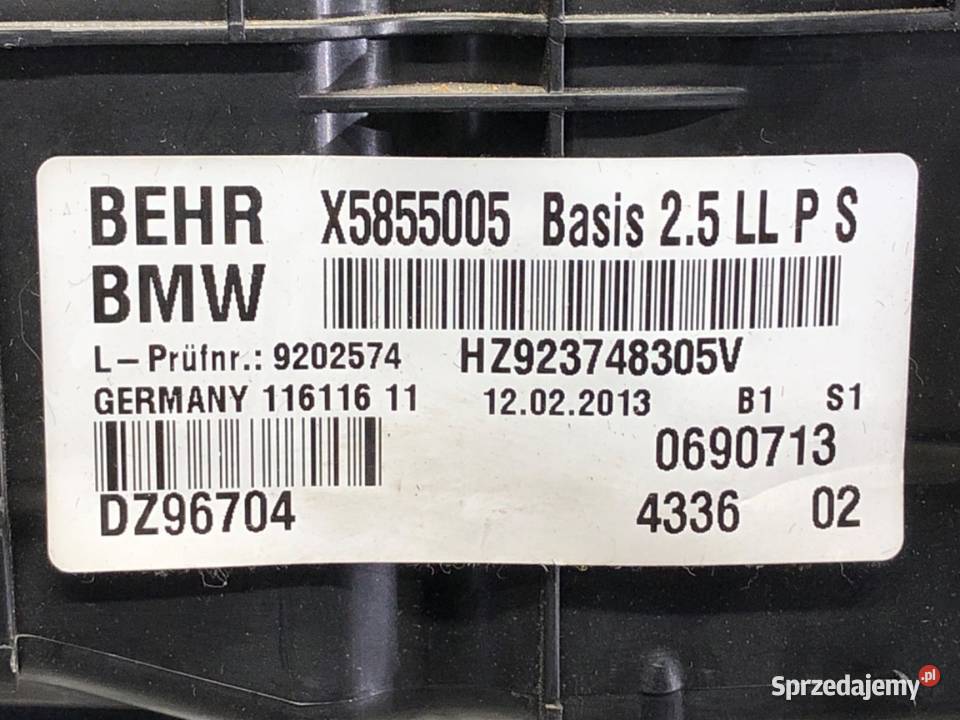 BEHR X5855005 Basis 2.5 LL P S
BMW
L-Prüfnr.: 9202574 HZ923748305V
GERMANY 116116 11 12.02.2013 B1 S1
0690713
DZ96704 4336 02
Sprzedajemy.pl